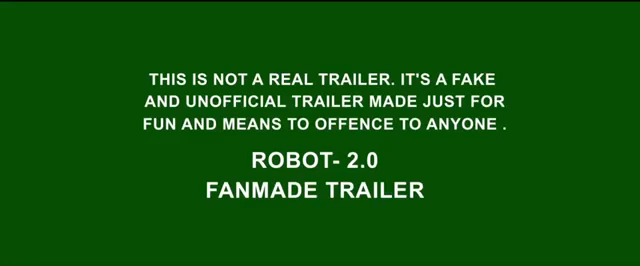 THIS IS NOT A REAL TRAILER. IT'S A FAKE
AND UNOFFICIAL TRAILER MADE JUST FOR
FUN AND MEANS TO OFFENCE TO ANYONE .
ROBOT- 2.0
FANMADE TRAILER